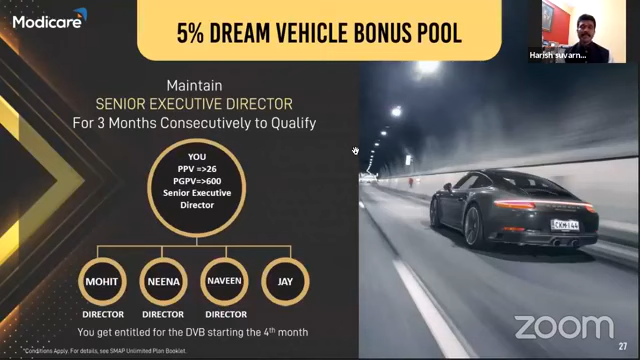 Modicare
5% DREAM VEHICLE BONUS POOL
Harish suvarn...
Maintain
SENIOR EXECUTIVE DIRECTOR
For 3 Months Consecutively to Qualify
YOU
PPV =>26
PGPV=>600
Senior Executive
Director
MOHIT
NEENA
NAVEEN
JAY
DIRECTOR
DIRECTOR
DIRECTOR
You get entitled for the DVB starting the 4th month
*Conditions Apply. For details, see SMAP Unlimited Plan Booklet.
CKM·144
zoom
27